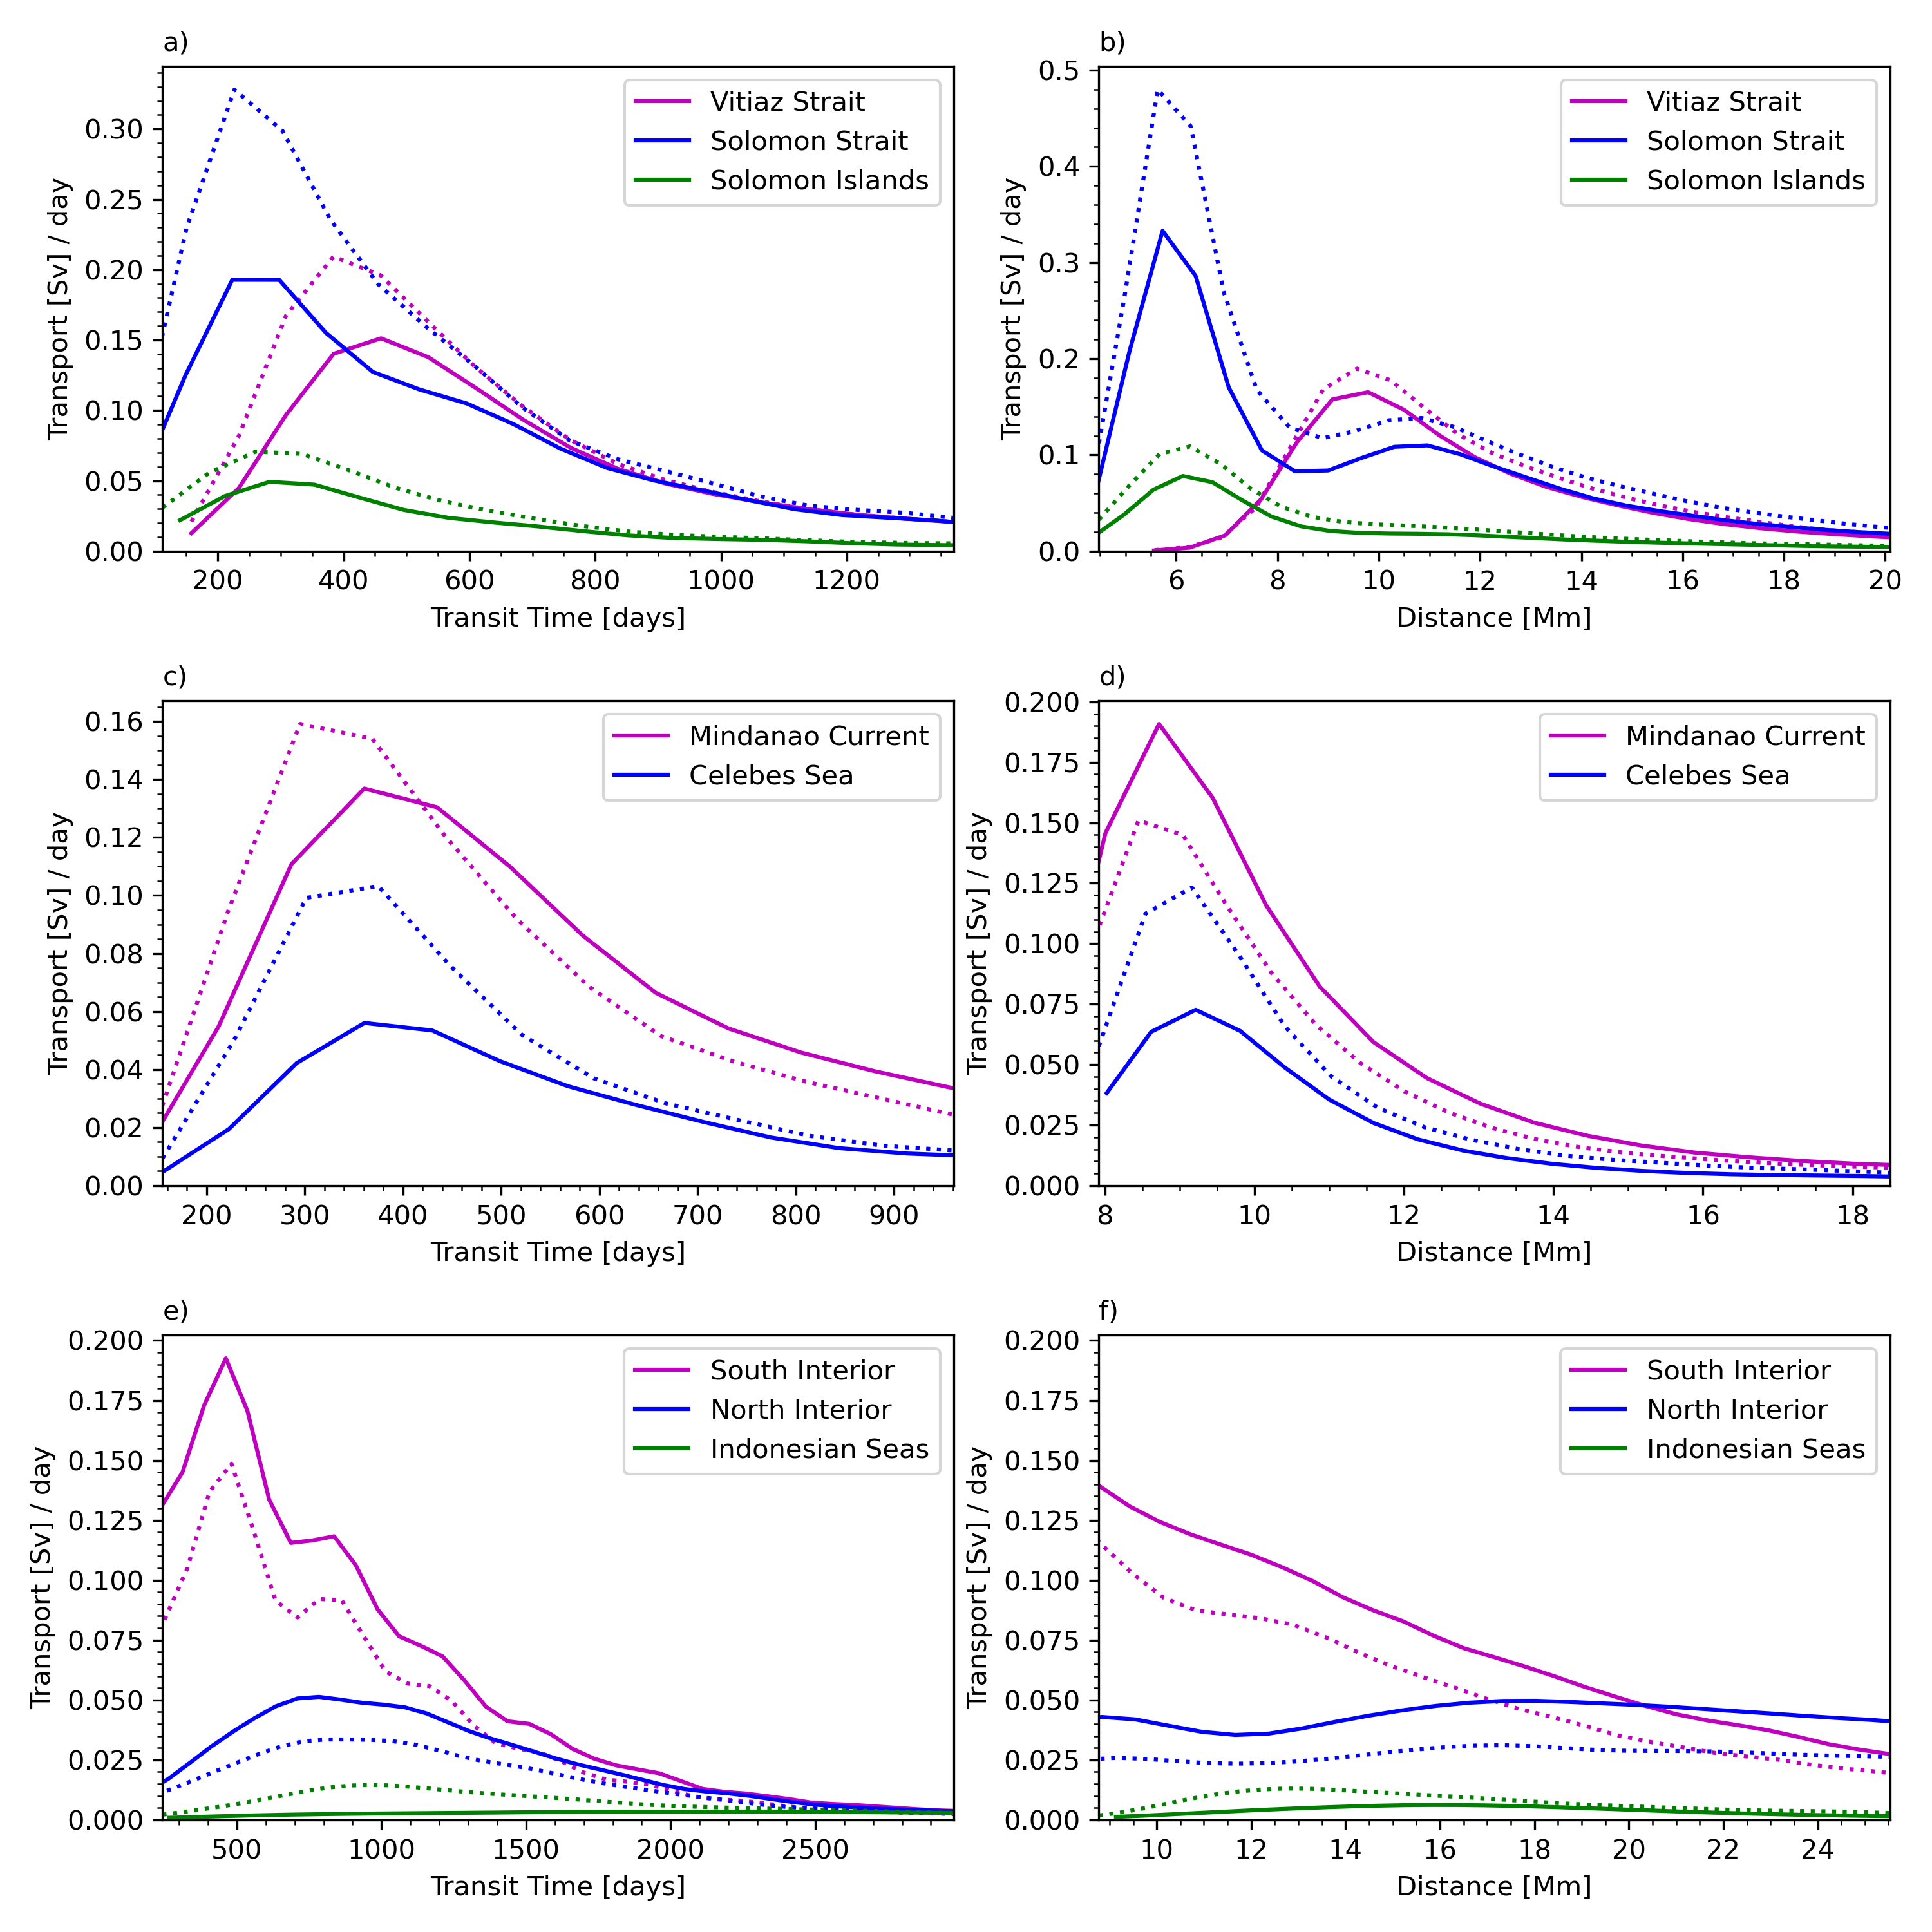 a)
Transport [Sv] / day
0.30
0.25
0.20
0.15
0.10
0.05
0.00
Vitiaz Strait
Solomon Strait
Solomon Islands
200 400 600 800 1000 1200
Transit Time [days]
b)
Transport [Sv] / day
0.5
0.4
0.3
0.2
0.1
0.0
Vitiaz Strait
Solomon Strait
Solomon Islands
6 8 10 12 14 16 18 20
Distance [Mm]
c)
Transport [Sv] / day
0.16
0.14
0.12
0.10
0.08
0.06
0.04
0.02
0.00
Mindanao Current
Celebes Sea
200 300 400 500 600 700 800 900
Transit Time [days]
d)
Transport [Sv] / day
0.200
0.175
0.150
0.125
0.100
0.075
0.050
0.025
0.000
Mindanao Current
Celebes Sea
8 10 12 14 16 18
Distance [Mm]
e)
Transport [Sv] / day
0.200
0.175
0.150
0.125
0.100
0.075
0.050
0.025
0.000
South Interior
North Interior
Indonesian Seas
500 1000 1500 2000 2500
Transit Time [days]
f)
Transport [Sv] / day
0.200
0.175
0.150
0.125
0.100
0.075
0.050
0.025
0.000
South Interior
North Interior
Indonesian Seas
10 12 14 16 18 20 22 24
Distance [Mm]